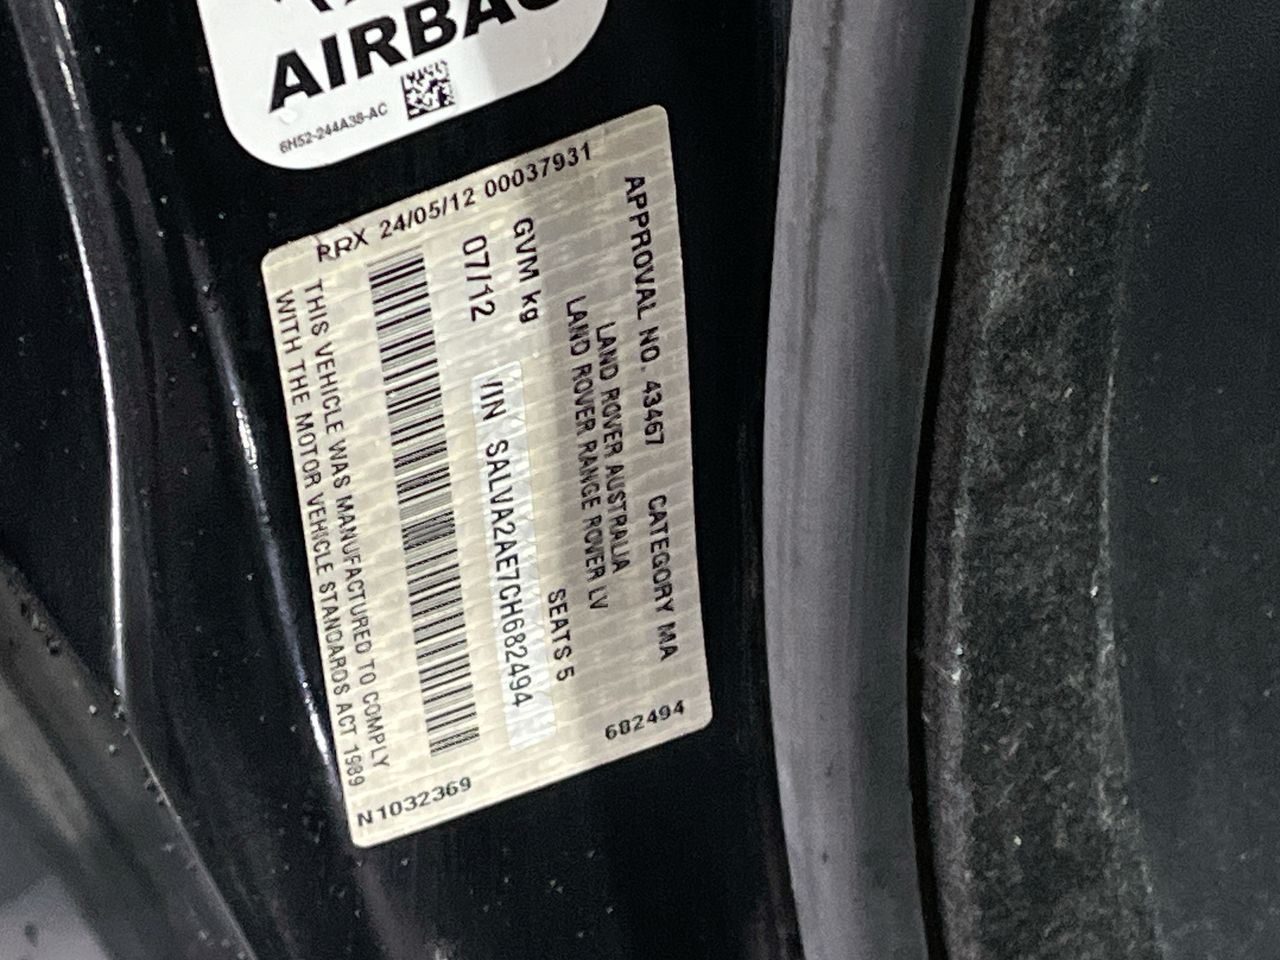 AIRBAG
6H52-244A38-AC
RRX 24/05/12 00037931
APPROVAL NO. 43467 CATEGORY MA
LAND ROVER AUSTRALIA
LAND ROVER RANGE ROVER LV
GVM kg SEATS 5
07/12 VIN SALVA2AE7CH682494
THIS VEHICLE WAS MANUFACTURED TO COMPLY
WITH THE MOTOR VEHICLE STANDARDS ACT 1989
682494
N1032369